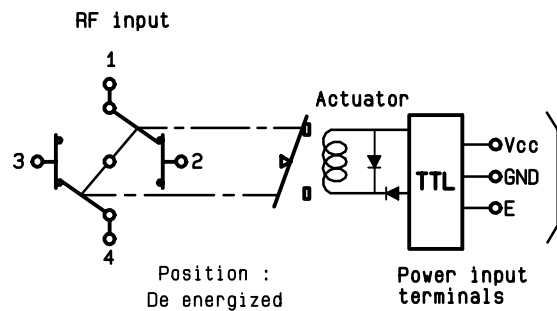 RF input
1
Actuator
3
2
TTL
Vcc
GND
E
4
Position :
De energized
Power input
terminals